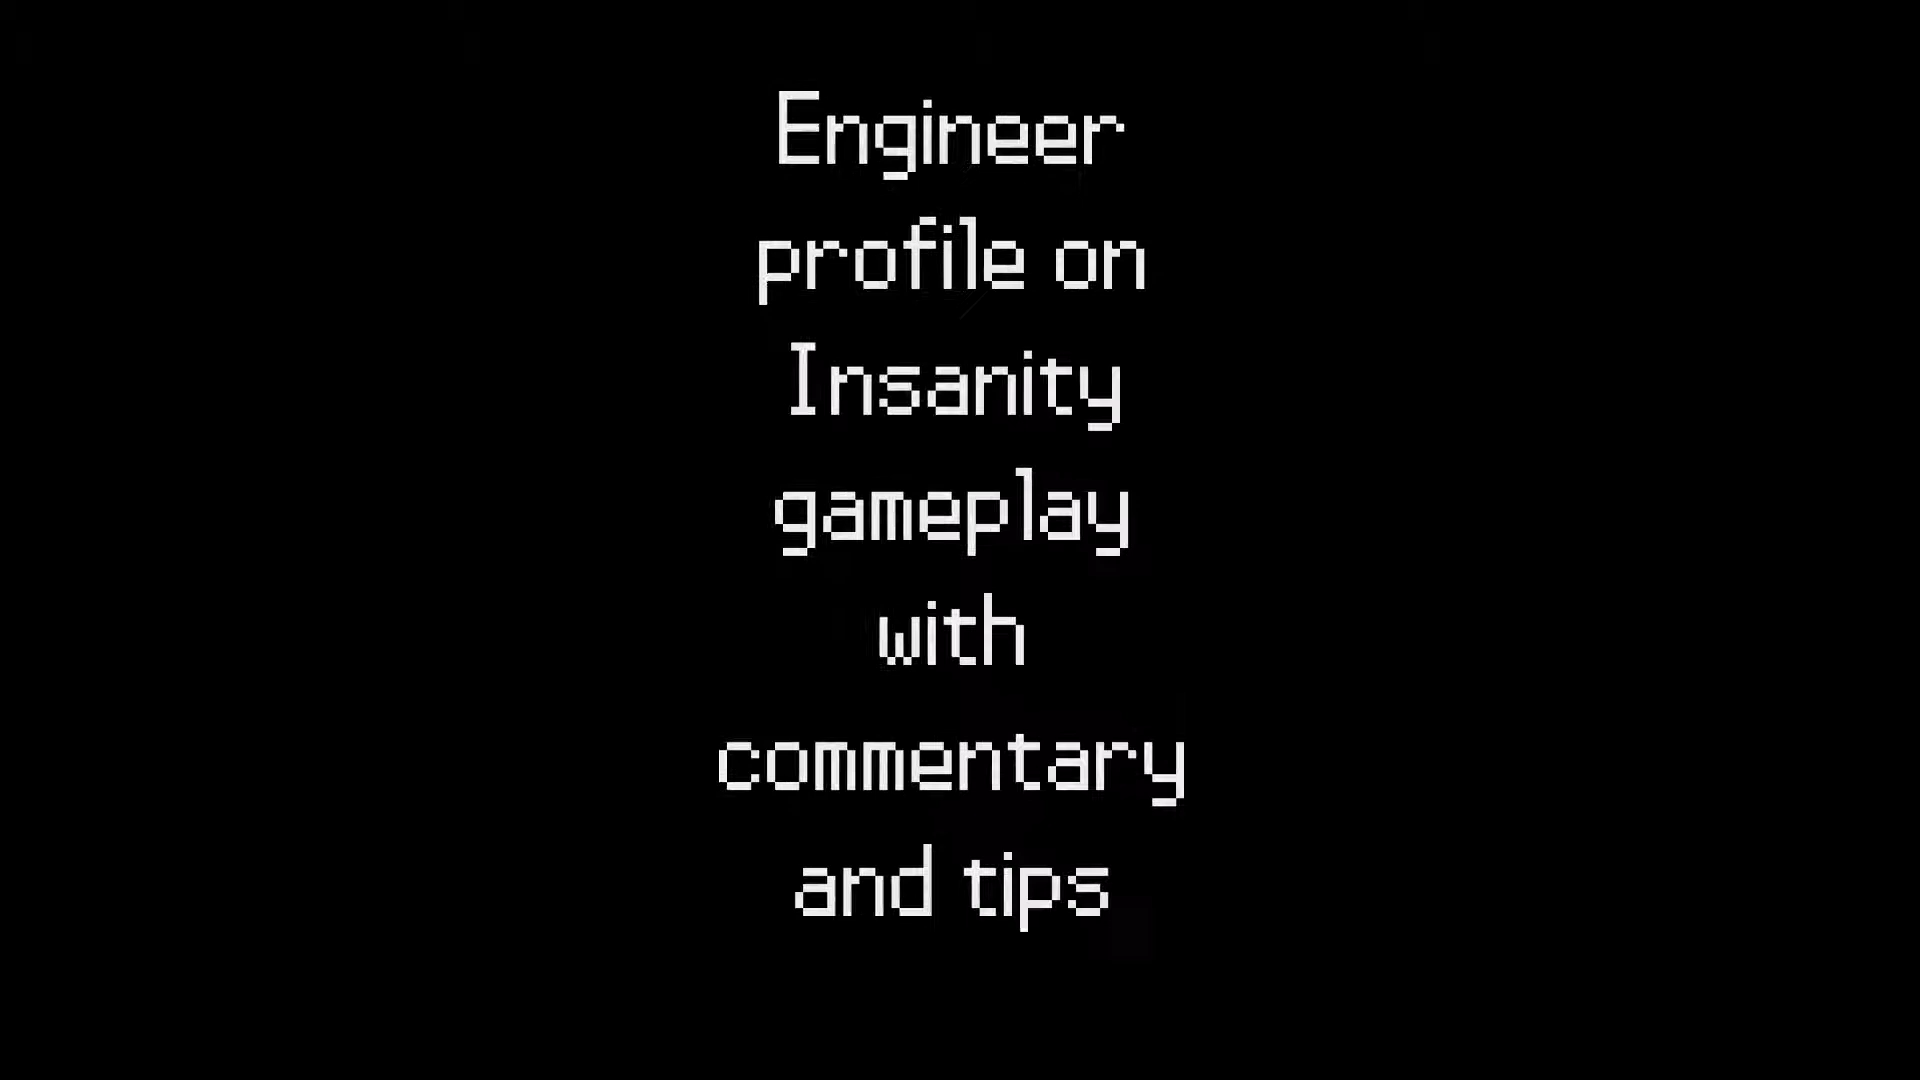 Engineer
profile on
Insanity
gameplay
with
commentary
and tips